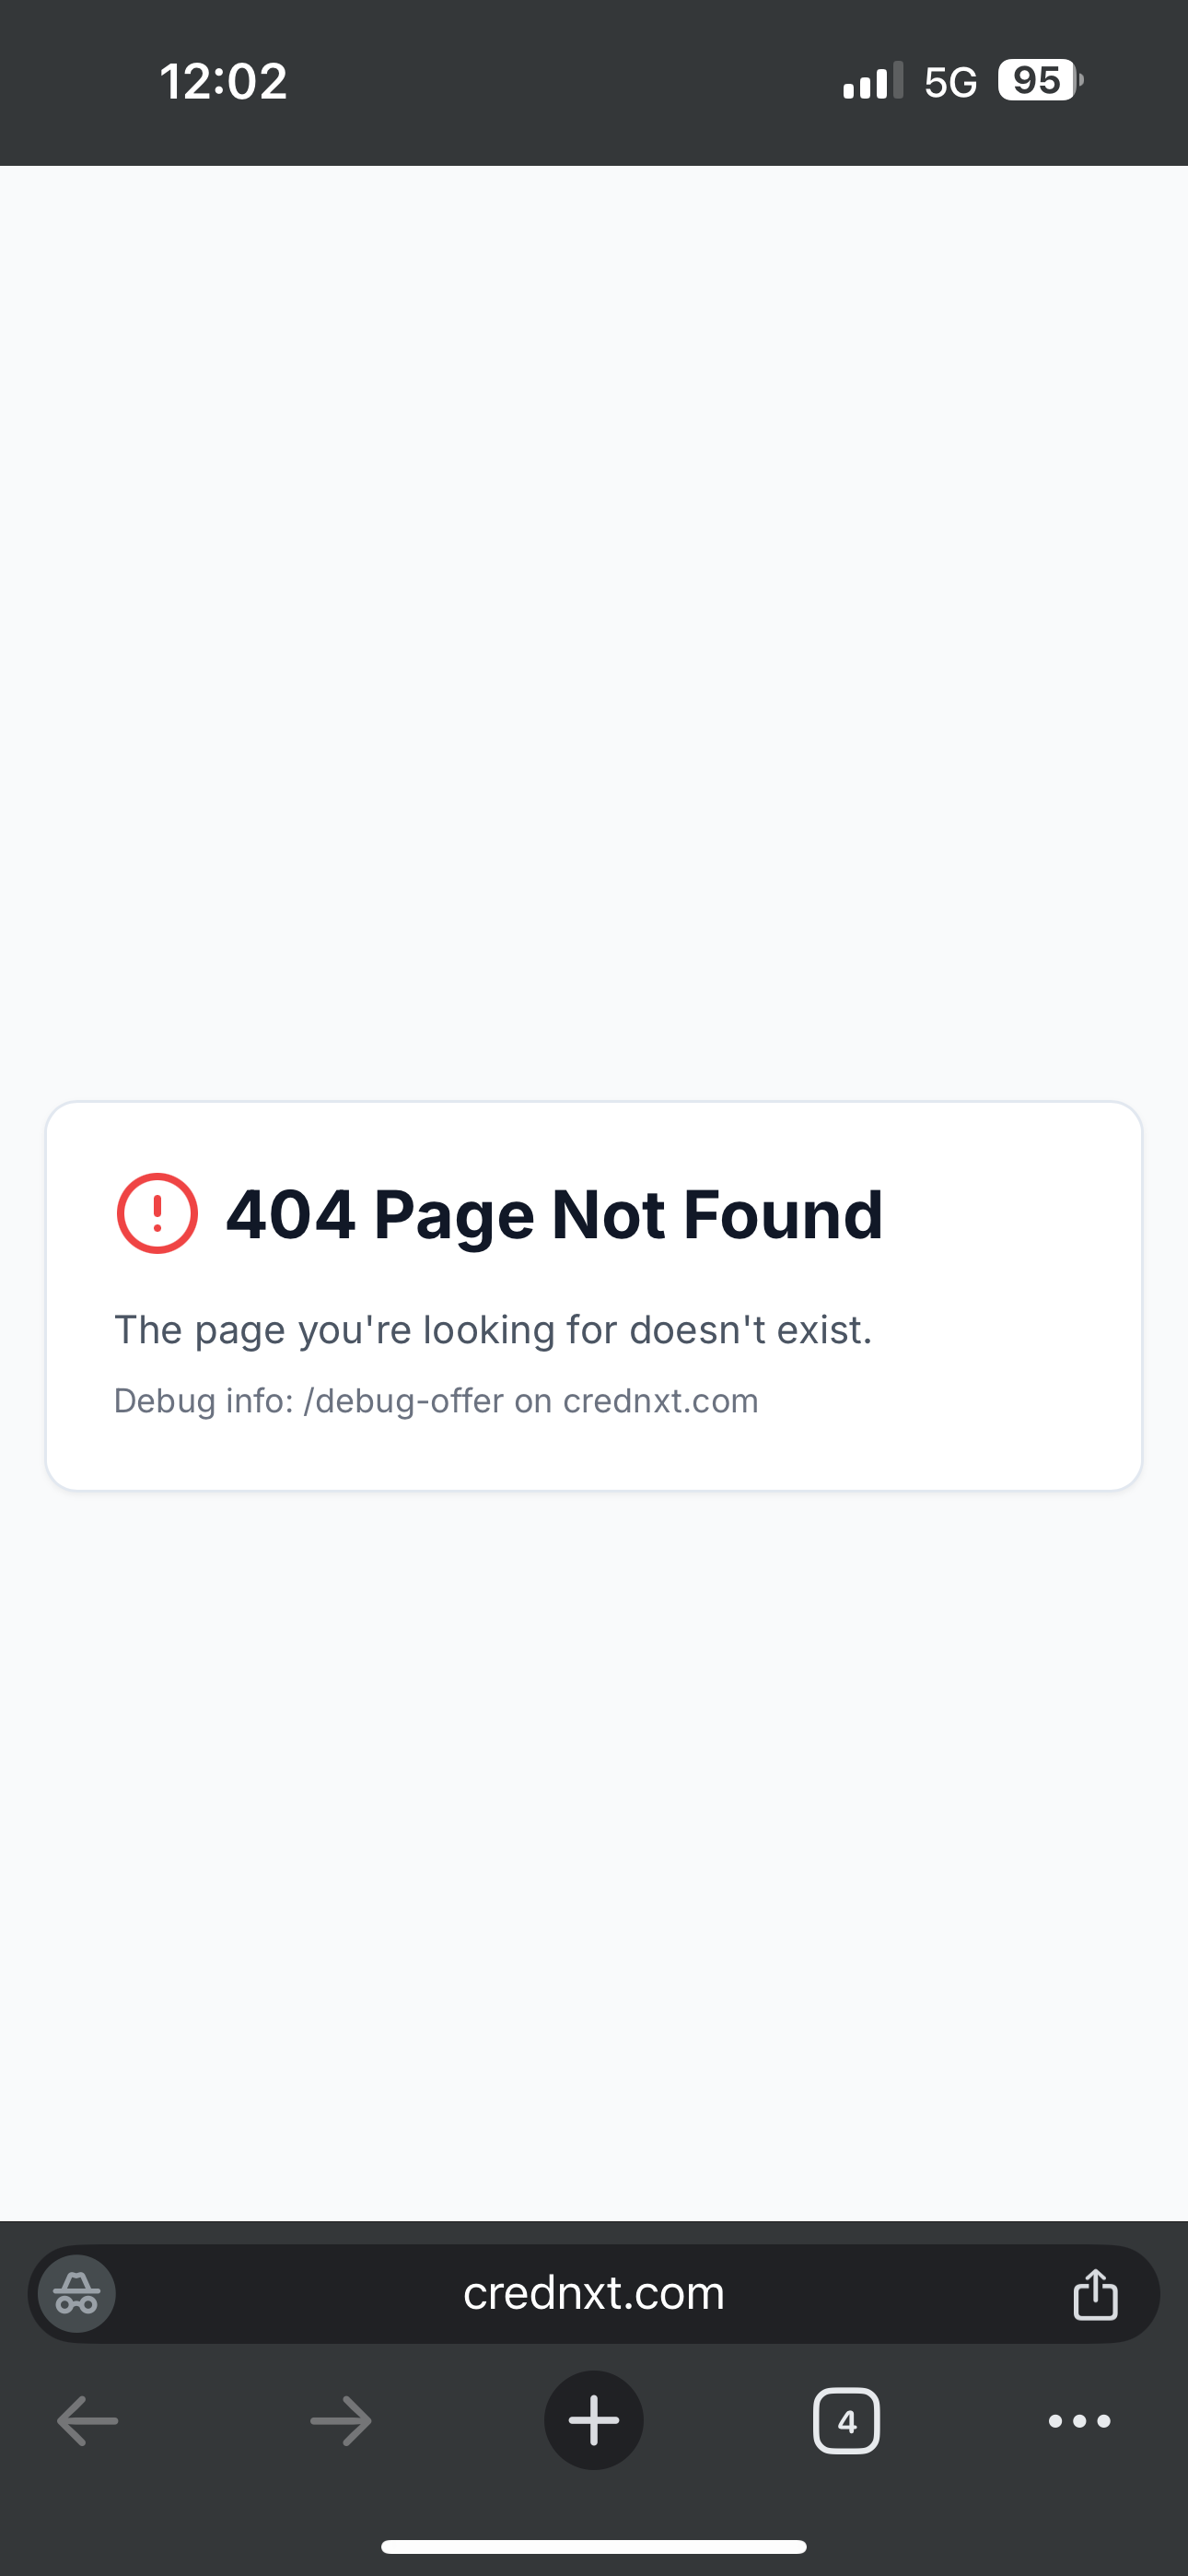 12:02
5G 95
404 Page Not Found
The page you're looking for doesn't exist.
Debug info: /debug-offer on crednxt.com
crednxt.com
4